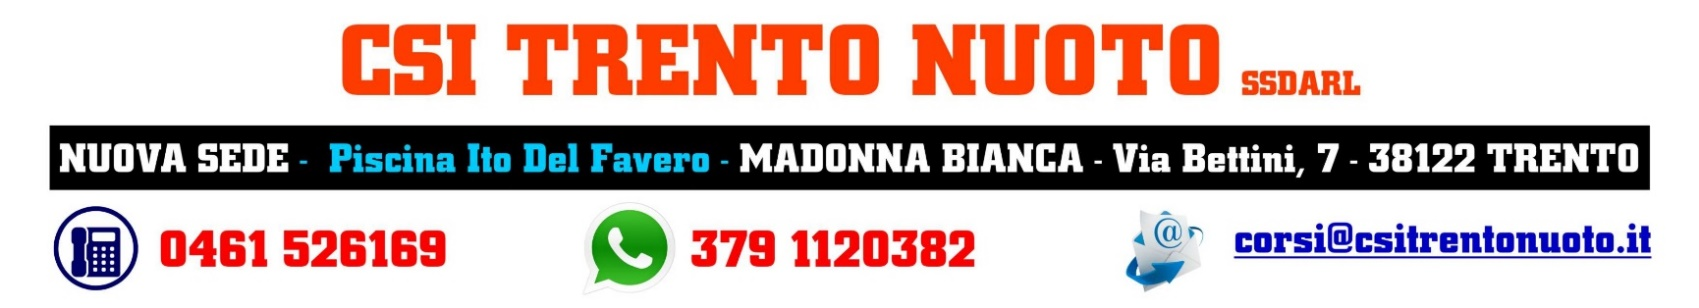 CSI TRENTO NUOTO SSDARL
NUOVA SEDE - Piscina Ito Del Favero - MADONNA BIANCA - Via Bettini, 7 - 38122 TRENTO
0461 526169 379 1120382 @ corsi@csitrentonuoto.it